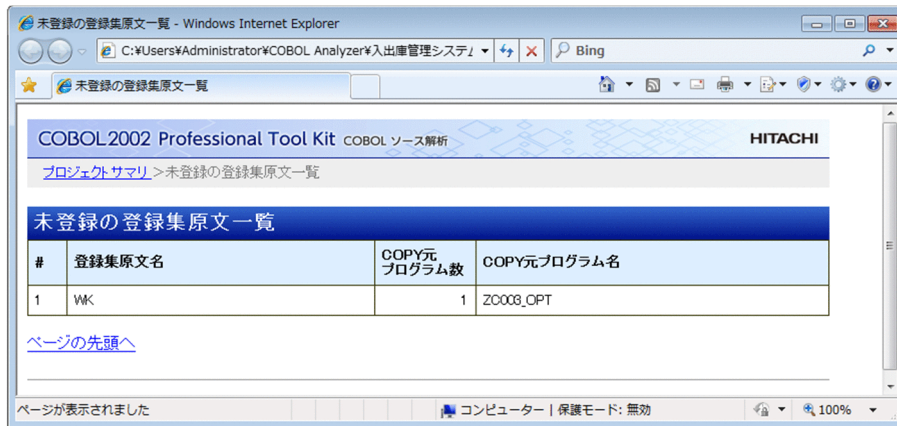 未登録の登録集原文一覧 - Windows Internet Explorer
C:¥Users¥Administrator¥COBOL Analyzer¥入出庫管理システム
Bing
未登録の登録集原文一覧
COBOL2002 Professional Tool Kit COBOL ソース解析 HITACHI
プロジェクトサマリ >未登録の登録集原文一覧
未登録の登録集原文一覧
# 登録集原文名 COPY元プログラム数 COPY元プログラム名
1 WK 1 ZC003_OPT
ページの先頭へ
ページが表示されました コンピューター | 保護モード: 無効 100%